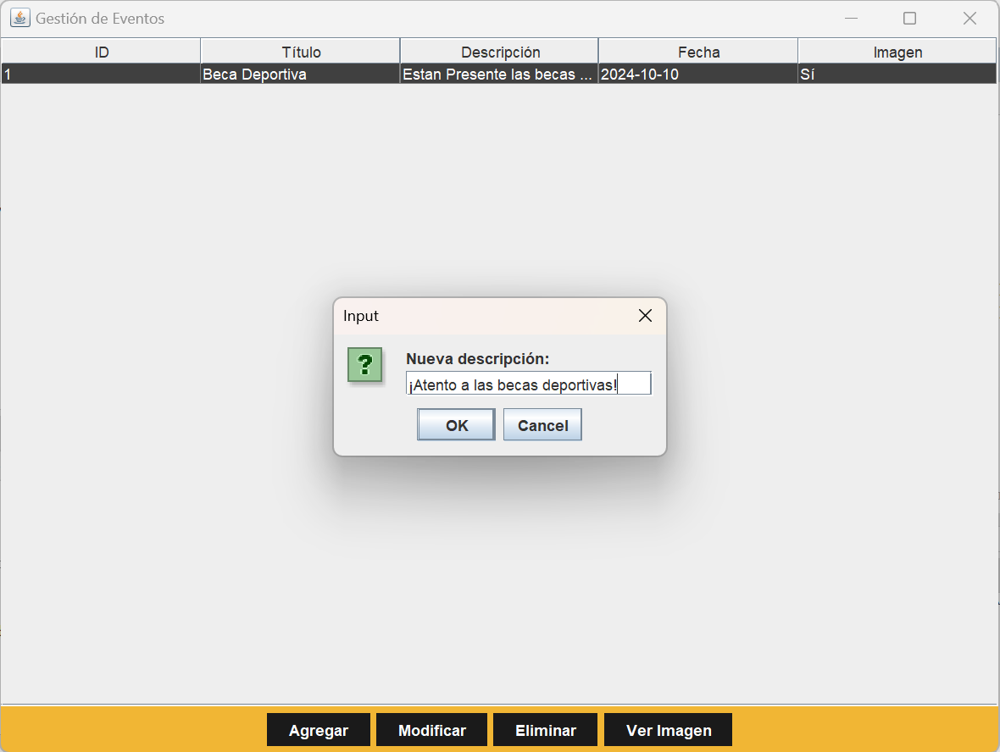 Gestión de Eventos
ID Título Descripción Fecha Imagen
1 Beca Deportiva Estan Presente las becas ... 2024-10-10 Sí
Input
?
Nueva descripción:
¡Atento a las becas deportivas!
OK Cancel
Agregar Modificar Eliminar Ver Imagen